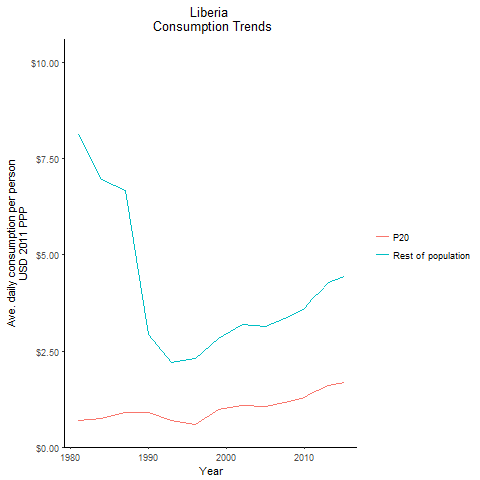 Liberia
Consumption Trends
$10.00
$7.50
$5.00
$2.50
$0.00
Ave. daily consumption per person
USD 2011 PPP
1980 1990 2000 2010
Year
P20
Rest of population